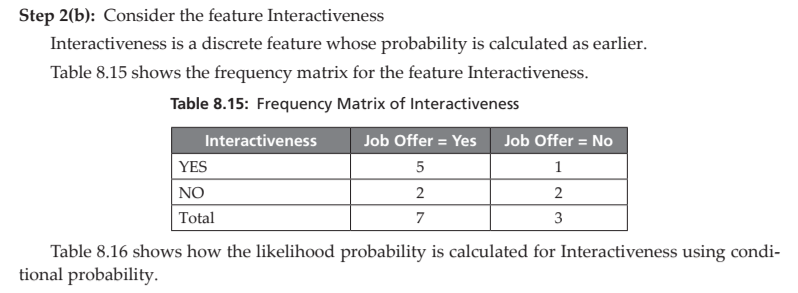 Step 2(b): Consider the feature Interactiveness
Interactiveness is a discrete feature whose probability is calculated as earlier.
Table 8.15 shows the frequency matrix for the feature Interactiveness.
Table 8.15: Frequency Matrix of Interactiveness
Interactiveness Job Offer = Yes Job Offer = No
YES 5 1
NO 2 2
Total 7 3
Table 8.16 shows how the likelihood probability is calculated for Interactiveness using condi-
tional probability.